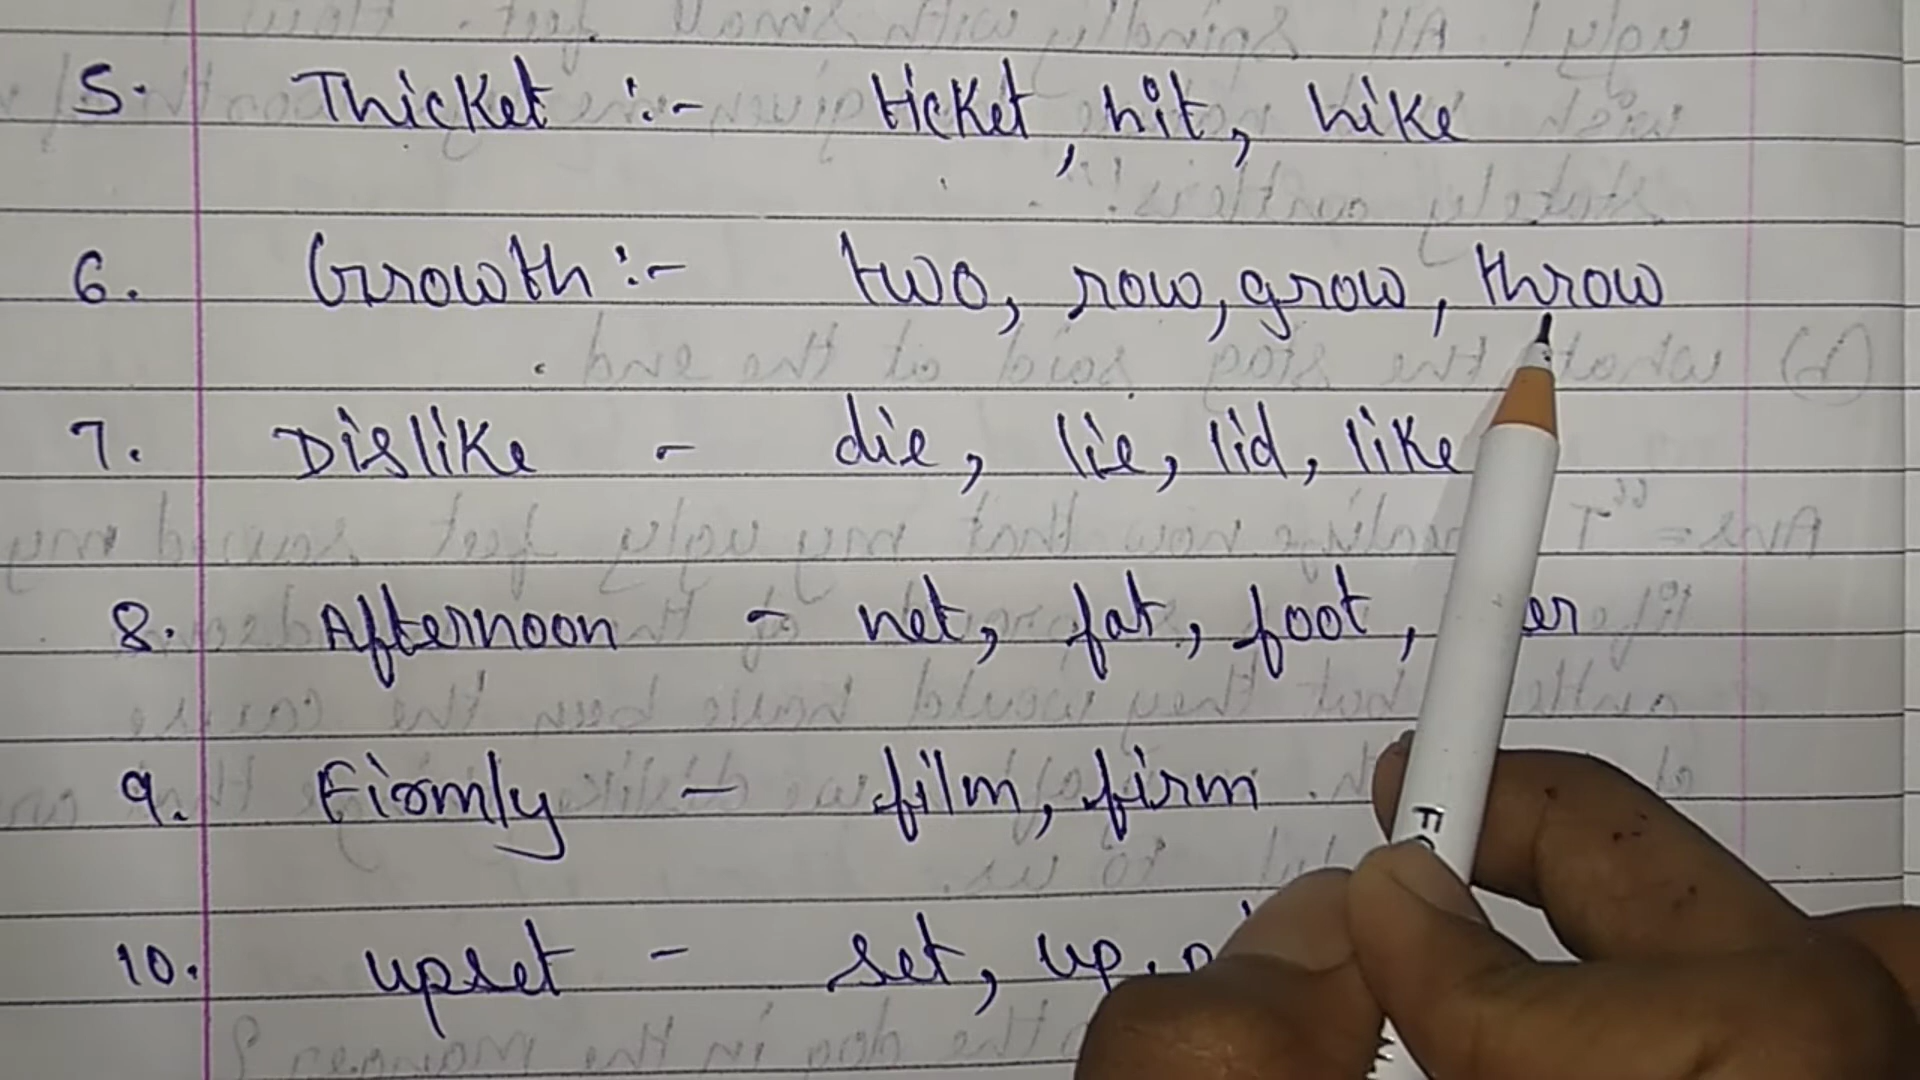 5. Thicket :- ticket, hit, hike
6. Growth :- two, row, grow, throw
7. Dislike - die, lie, lid, like
8. Afternoon - net, fat, foot,
9. Firmly - film, firm
10. upset - set, up,